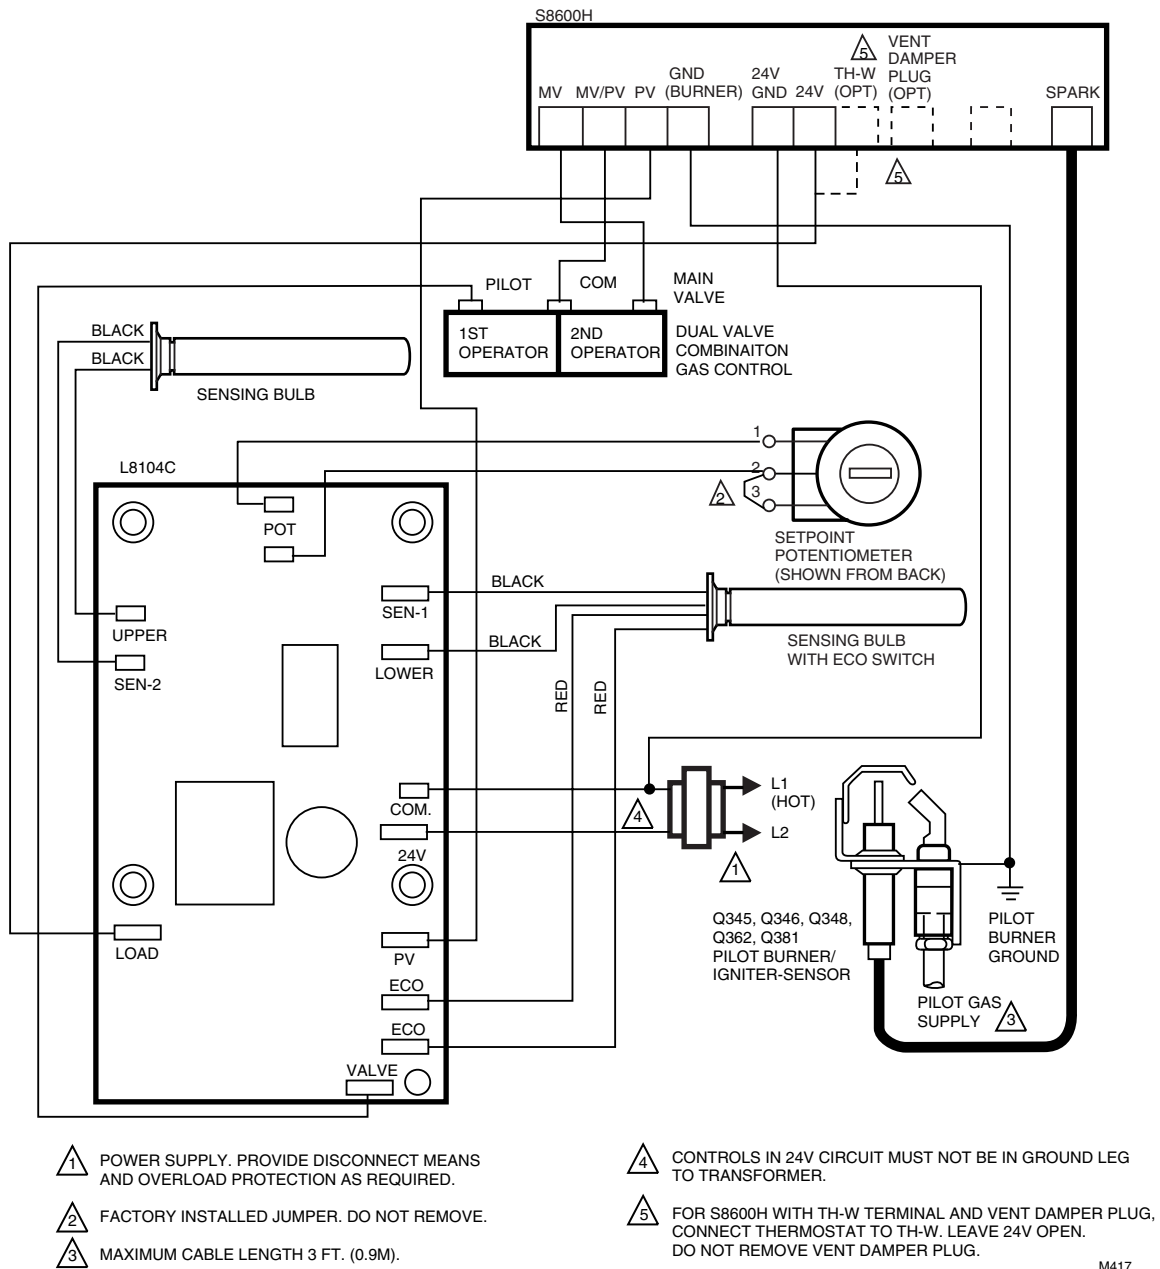 S8600H
5
VENT
DAMPER
PLUG
(OPT)
MV
MV/PV
PV
GND
(BURNER)
24V
GND
24V
TH-W
(OPT)
SPARK
5
PILOT
COM
MAIN
VALVE
1ST
OPERATOR
2ND
OPERATOR
DUAL VALVE
COMBINAITON
GAS CONTROL
BLACK
BLACK
SENSING BULB
L8104C
1
2
3
2
POT
SETPOINT
POTENTIOMETER
(SHOWN FROM BACK)
BLACK
SEN-1
UPPER
BLACK
LOWER
SEN-2
SENSING BULB
WITH ECO SWITCH
RED
RED
COM.
4
L1
(HOT)
L2
24V
1
LOAD
PV
ECO
ECO
VALVE
Q345, Q346, Q348,
Q362, Q381
PILOT BURNER/
IGNITER-SENSOR
PILOT
BURNER
GROUND
PILOT GAS
SUPPLY
3
1 POWER SUPPLY. PROVIDE DISCONNECT MEANS
AND OVERLOAD PROTECTION AS REQUIRED.
2 FACTORY INSTALLED JUMPER. DO NOT REMOVE.
3 MAXIMUM CABLE LENGTH 3 FT. (0.9M).
4 CONTROLS IN 24V CIRCUIT MUST NOT BE IN GROUND LEG
TO TRANSFORMER.
5 FOR S8600H WITH TH-W TERMINAL AND VENT DAMPER PLUG,
CONNECT THERMOSTAT TO TH-W. LEAVE 24V OPEN.
DO NOT REMOVE VENT DAMPER PLUG.
M417